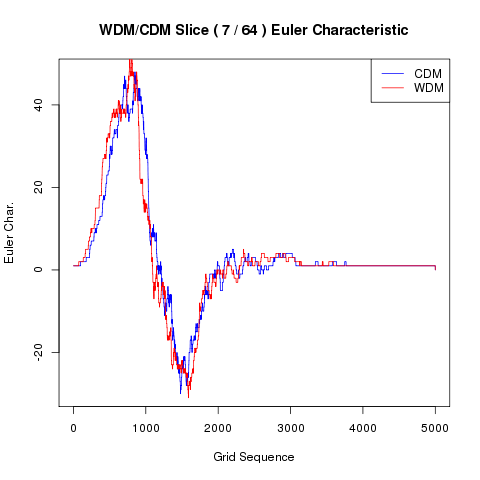 WDM/CDM Slice ( 7 / 64 ) Euler Characteristic
CDM
WDM
Euler Char.
40
20
0
-20
0
1000
2000
3000
4000
5000
Grid Sequence